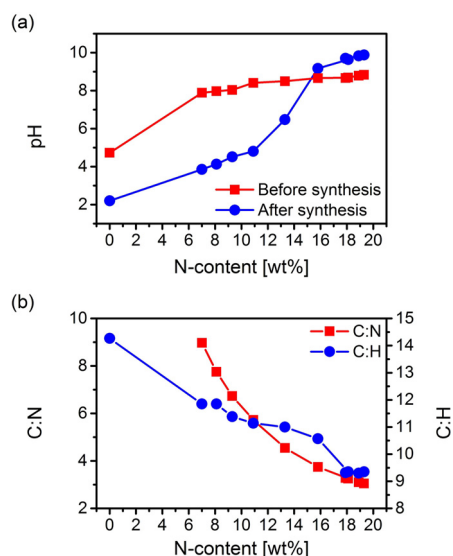 (a)
10
8
6
4
2
pH
Before synthesis
After synthesis
0 2 4 6 8 10 12 14 16 18 20
N-content [wt%]
(b)
10
8
6
4
2
C:N
C:N
C:H
15
14
13
12
11
10
9
8
C:H
0 2 4 6 8 10 12 14 16 18 20
N-content [wt%]